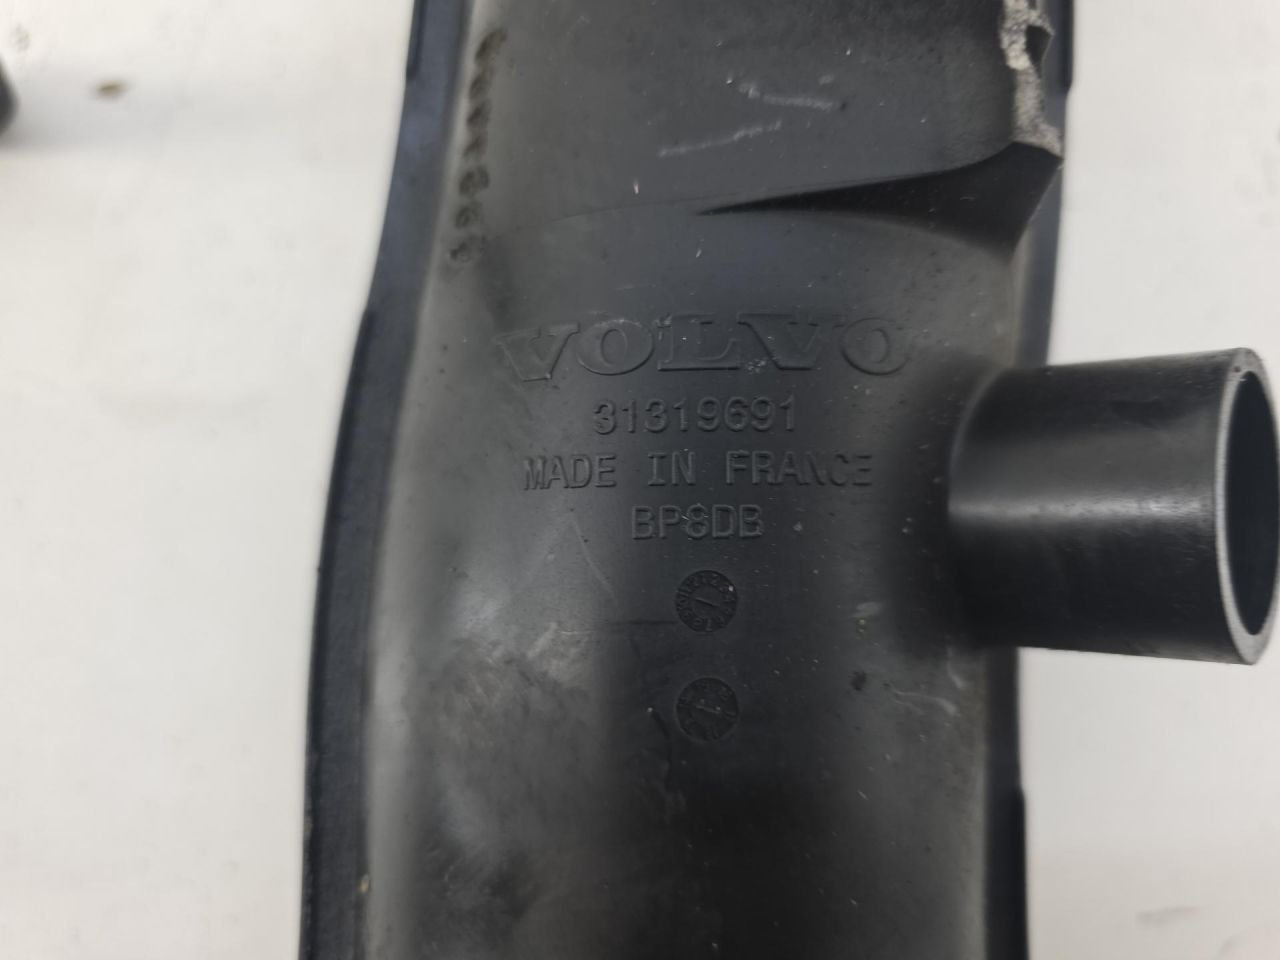 VOLVO
31319691
MADE IN FRANCE
BP8DB